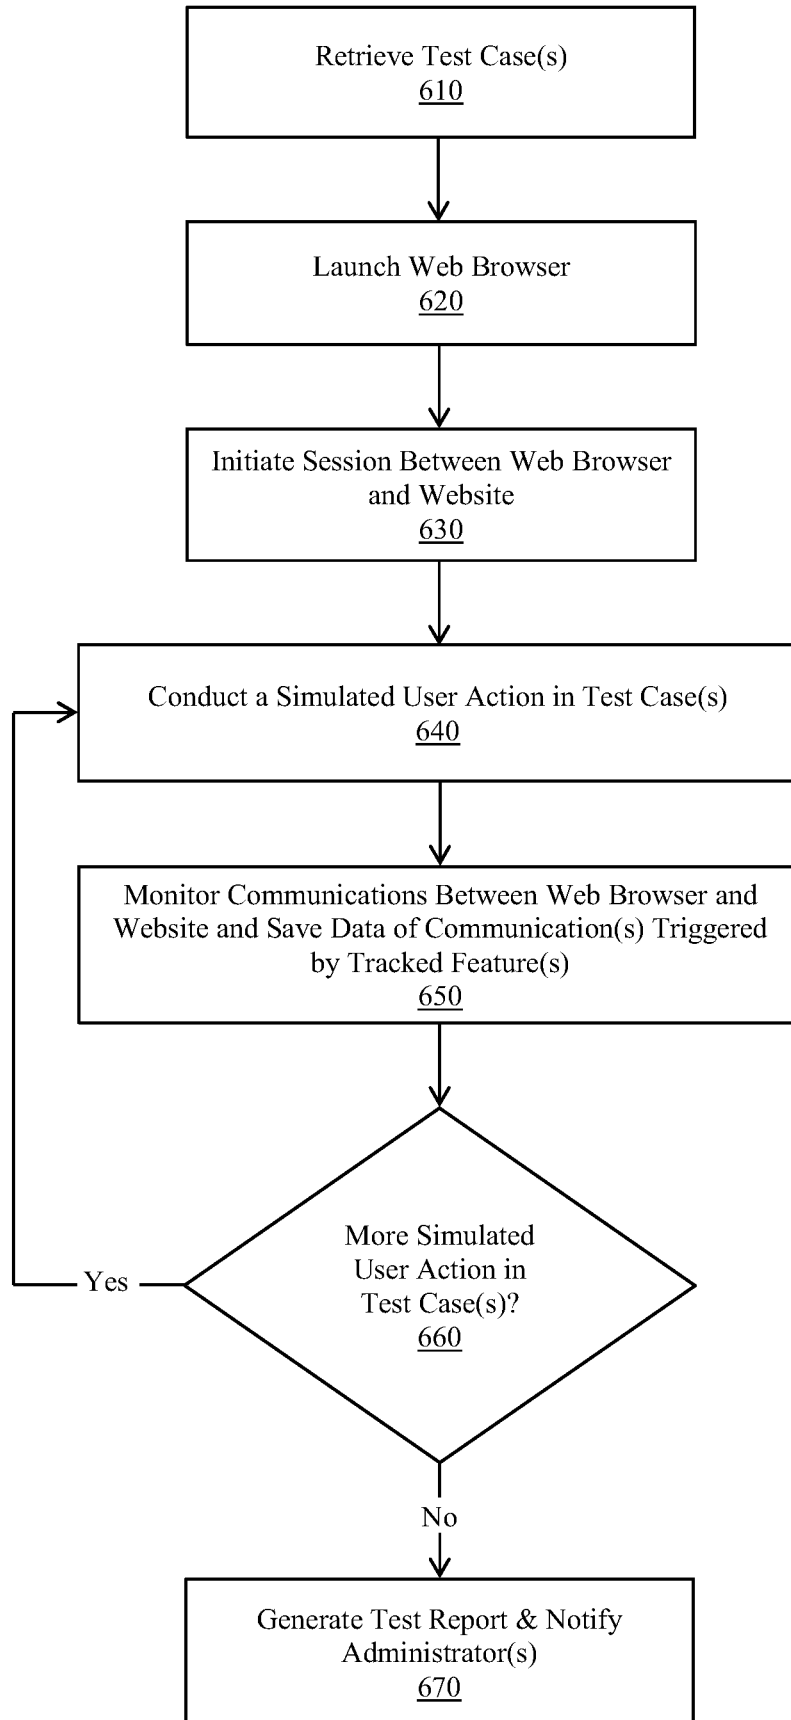 Retrieve Test Case(s)
610
Launch Web Browser
620
Initiate Session Between Web Browser
and Website
630
Conduct a Simulated User Action in Test Case(s)
640
Monitor Communications Between Web Browser and
Website and Save Data of Communication(s) Triggered
by Tracked Feature(s)
650
More Simulated
User Action in
Test Case(s)?
660
Yes
No
Generate Test Report & Notify
Administrator(s)
670